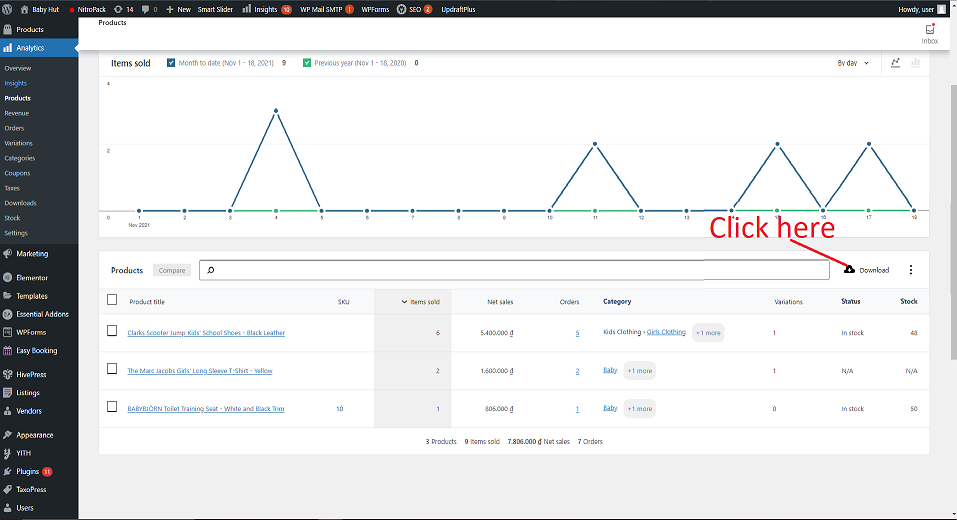 Baby Hut NitroPack 14 0 New Smart Slider Insights 10 WP Mail SMTP 1 WPForms SEO 2 UpdraftPlus Howdy, user
Products
Analytics
Overview
Insights
Products
Revenue
Orders
Variations
Categories
Coupons
Taxes
Downloads
Stock
Settings
Marketing
Elementor
Templates
Essential Addons
WPForms
Easy Booking
HivePress
Listings
Vendors
Appearance
YITH
Plugins 11
TaxoPress
Users
Products
Inbox
Items sold Month to date (Nov 1 - 18, 2021) 9 Previous year (Nov 1 - 18, 2020) 0 By day
4
2
0 1 2 3 4 5 6 7 8 9 10 11 12 13 14 15 16 17 18
Nov 2021
Click here
Products Compare Download
Product title SKU Items sold Net sales Orders Category Variations Status Stock
Clarks Scooter Jump Kids' School Shoes - Black Leather 6 5.400.000 ₫ 5 Kids Clothing › Girls Clothing +1 more 1 In stock 48
The Marc Jacobs Girls' Long Sleeve T-Shirt - Yellow 2 1.600.000 ₫ 2 Baby +1 more 1 N/A N/A
BABYBJÖRN Toilet Training Seat - White and Black Trim 10 1 806.000 ₫ 1 Baby +1 more 0 In stock 50
3 Products 9 Items sold 7.806.000 ₫ Net sales 7 Orders